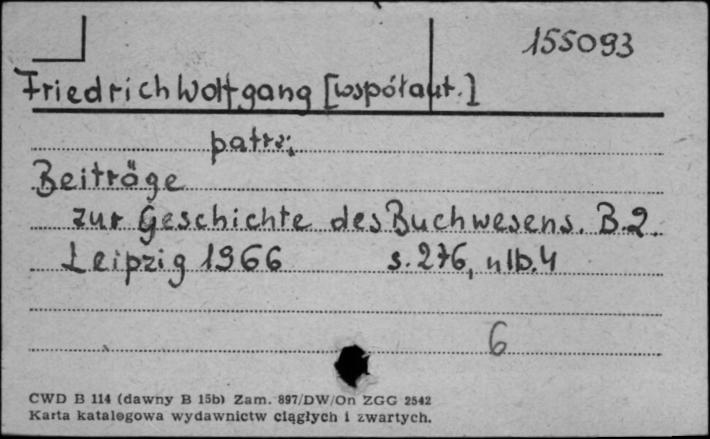 155093
Friedrich Wolfgang [współaut.]
patrz:
Beiträge
zur Geschichte des Buchwesens. B.2.
Leipzig 1966 s. 276, nlb. 4
6
CWD B 114 (dawny B 15b) Zam. 897/DW/On ZGG 2542
Karta katalogowa wydawnictw ciągłych i zwartych.